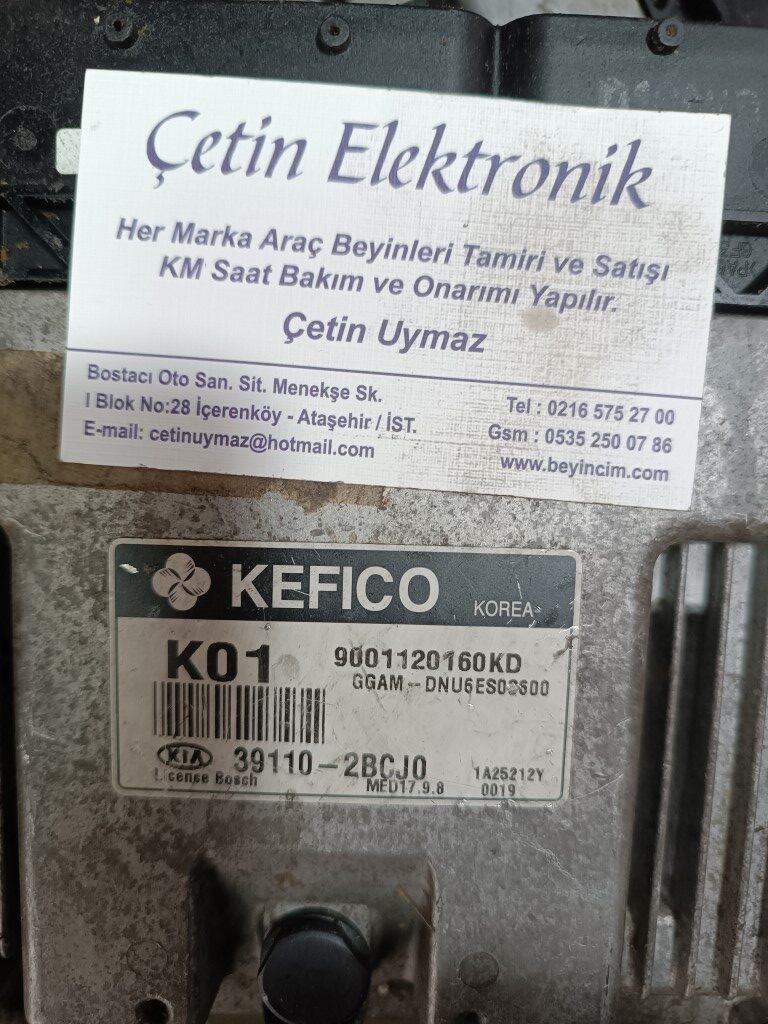 Çetin Elektronik
Her Marka Araç Beyinleri Tamiri ve Satışı
KM Saat Bakım ve Onarımı Yapılır.
Çetin Uymaz
Bostacı Oto San. Sit. Menekşe Sk.
I Blok No:28 İçerenköy - Ataşehir / İST.
E-mail: cetinuymaz@hotmail.com
Tel : 0216 575 27 00
Gsm : 0535 250 07 86
www.beyincim.com
KEFICO KOREA
K01 9001120160KD
GGAM-DNU6ES03600
KIA 39110-2BCJ0 1A25212Y
License Bosch MED17.9.8 0019